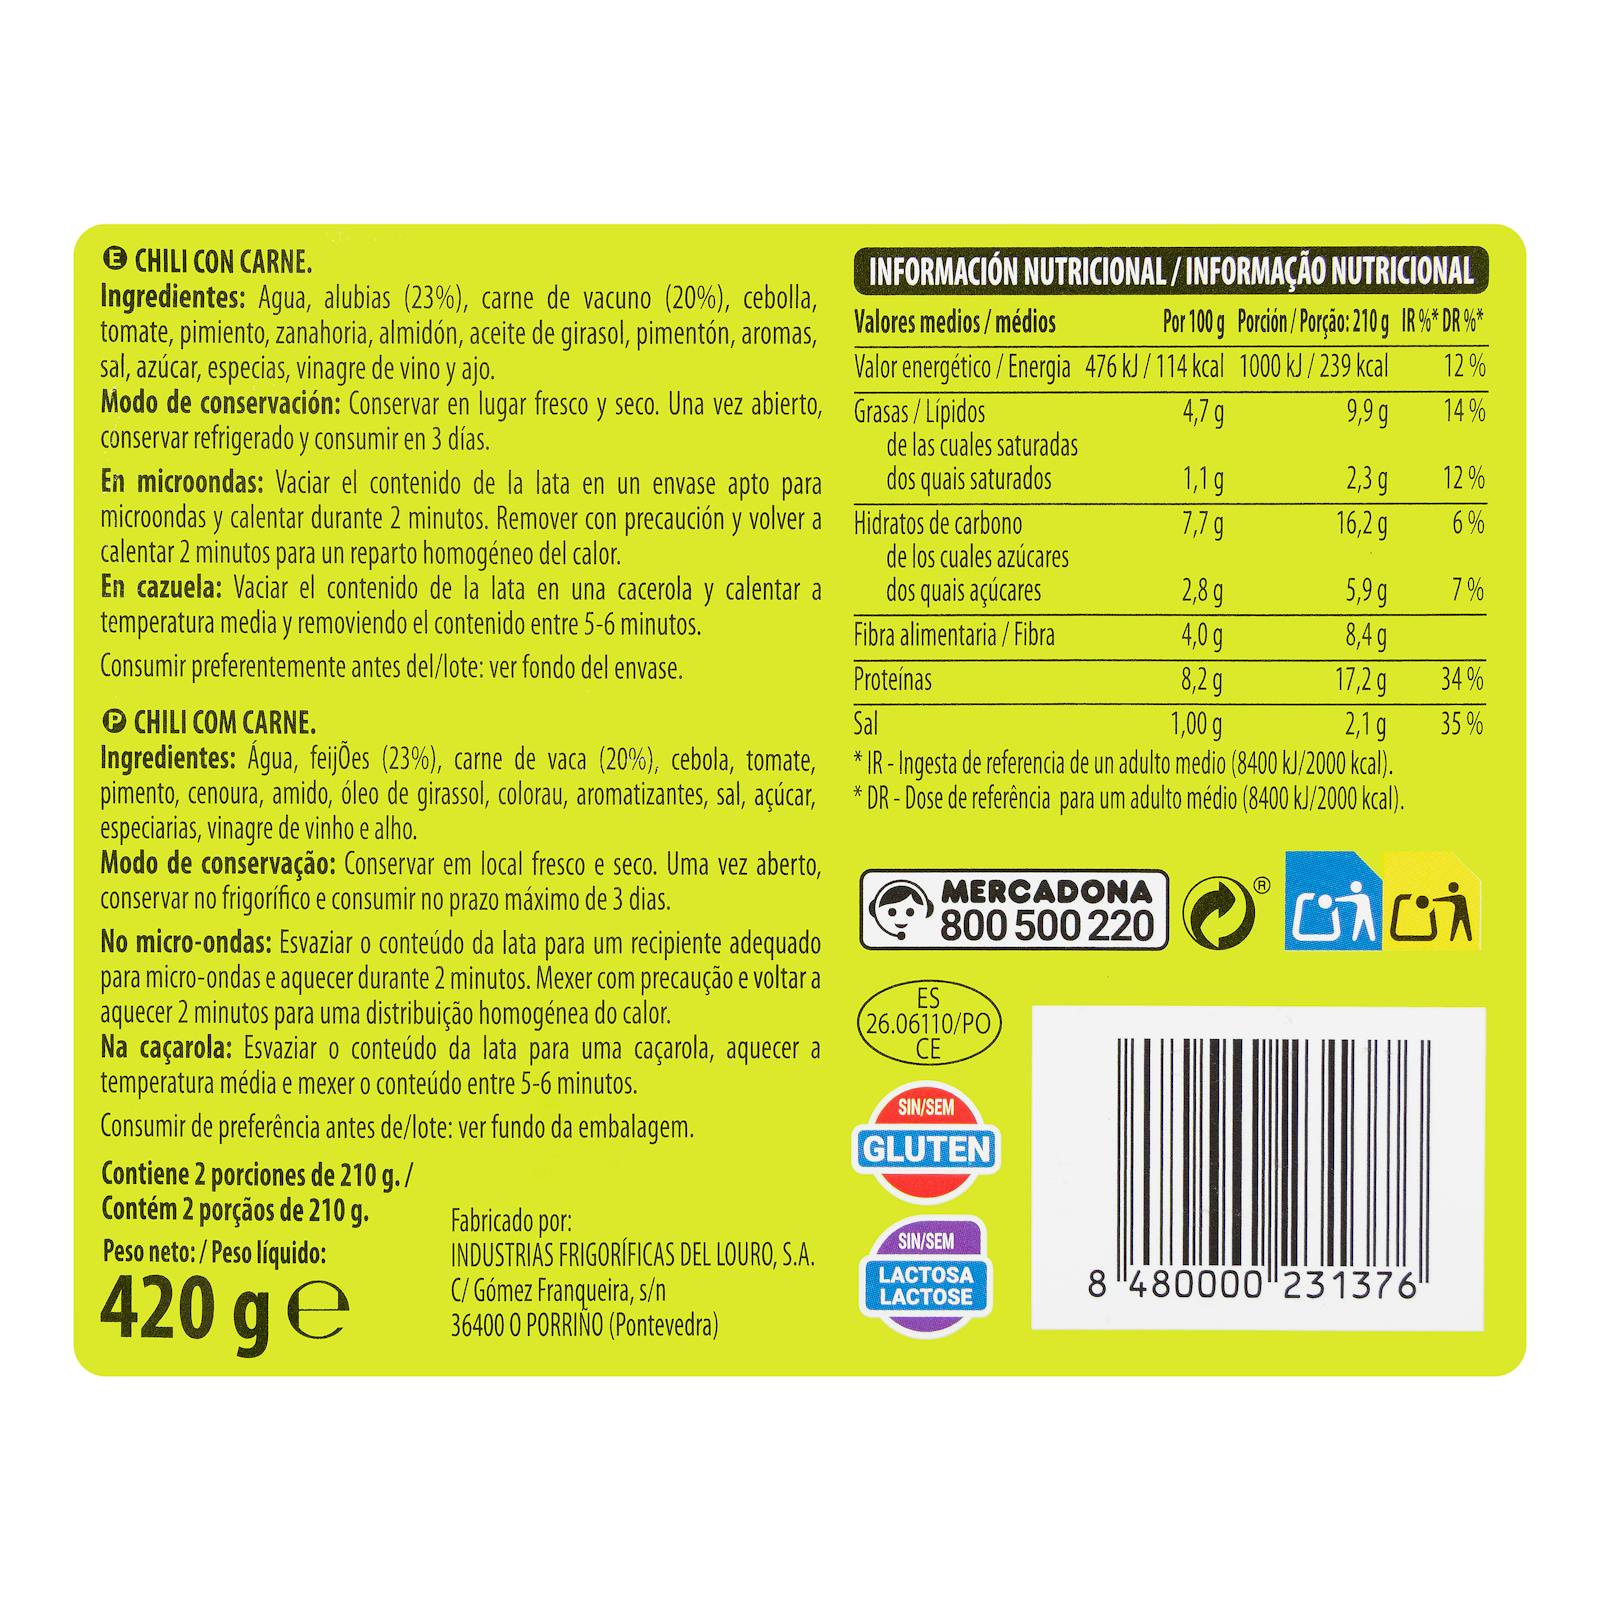 E CHILI CON CARNE.
Ingredientes: Agua, alubias (23%), carne de vacuno (20%), cebolla,
tomate, pimiento, zanahoria, almidón, aceite de girasol, pimentón, aromas,
sal, azúcar, especias, vinagre de vino y ajo.
Modo de conservación: Conservar en lugar fresco y seco. Una vez abierto,
conservar refrigerado y consumir en 3 días.
En microondas: Vaciar el contenido de la lata en un envase apto para
microondas y calentar durante 2 minutos. Remover con precaución y volver a
calentar 2 minutos para un reparto homogéneo del calor.
En cazuela: Vaciar el contenido de la lata en una cacerola y calentar a
temperatura media y removiendo el contenido entre 5-6 minutos.
Consumir preferentemente antes del/lote: ver fondo del envase.
P CHILI COM CARNE.
Ingredientes: Água, feijÕes (23%), carne de vaca (20%), cebola, tomate,
pimento, cenoura, amido, óleo de girassol, colorau, aromatizantes, sal, açúcar,
especiarias, vinagre de vinho e alho.
Modo de conservação: Conservar em local fresco e seco. Uma vez aberto,
conservar no frigorífico e consumir no prazo máximo de 3 dias.
No micro-ondas: Esvaziar o conteúdo da lata para um recipiente adequado
para micro-ondas e aquecer durante 2 minutos. Mexer com precaução e voltar a
aquecer 2 minutos para uma distribuição homogénea do calor.
Na caçarola: Esvaziar o conteúdo da lata para uma caçarola, aquecer a
temperatura média e mexer o conteúdo entre 5-6 minutos.
Consumir de preferência antes de/lote: ver fundo da embalagem.
Contiene 2 porciones de 210 g. /
Contém 2 porçãos de 210 g.
Peso neto: / Peso líquido:
420 g e
Fabricado por:
INDUSTRIAS FRIGORÍFICAS DEL LOURO, S.A.
C/ Gómez Franqueira, s/n
36400 O PORRIÑO (Pontevedra)
INFORMACIÓN NUTRICIONAL / INFORMAÇÃO NUTRICIONAL
Valores medios / médios Por 100 g Porción / Porção: 210 g IR %* DR %*
Valor energético / Energia 476 kJ / 114 kcal 1000 kJ / 239 kcal 12 %
Grasas / Lípidos 4,7 g 9,9 g 14 %
de las cuales saturadas
dos quais saturados 1,1 g 2,3 g 12 %
Hidratos de carbono 7,7 g 16,2 g 6 %
de los cuales azúcares
dos quais açúcares 2,8 g 5,9 g 7 %
Fibra alimentaria / Fibra 4,0 g 8,4 g
Proteínas 8,2 g 17,2 g 34 %
Sal 1,00 g 2,1 g 35 %
* IR - Ingesta de referencia de un adulto medio (8400 kJ/2000 kcal).
* DR - Dose de referência para um adulto médio (8400 kJ/2000 kcal).
MERCADONA
800 500 220
®
ES
26.06110/PO
CE
SIN/SEM
GLUTEN
SIN/SEM
LACTOSA
LACTOSE
8 480000 231376